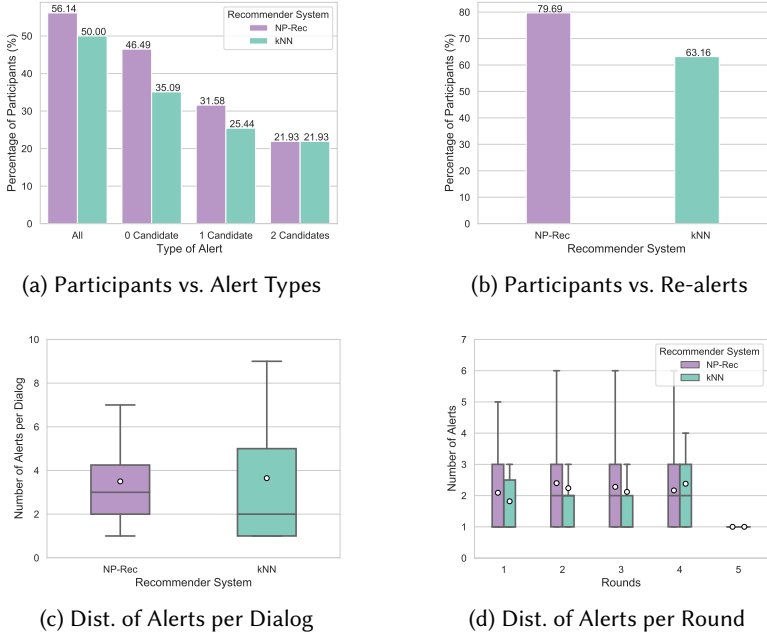 56.14
50.00
46.49
35.09
31.58
25.44
21.93 21.93
Recommender System
NP-Rec
kNN
50
40
30
20
10
0
Percentage of Participants (%)
All 0 Candidate 1 Candidate 2 Candidates
Type of Alert
(a) Participants vs. Alert Types
79.69
63.16
80
70
60
50
40
30
20
10
0
Percentage of Participants (%)
NP-Rec kNN
Recommender System
(b) Participants vs. Re-alerts
10
8
6
4
2
0
Number of Alerts per Dialog
NP-Rec kNN
Recommender System
(c) Dist. of Alerts per Dialog
7
6
5
4
3
2
1
0
Number of Alerts
Recommender System
NP-Rec
kNN
1 2 3 4 5
Rounds
(d) Dist. of Alerts per Round